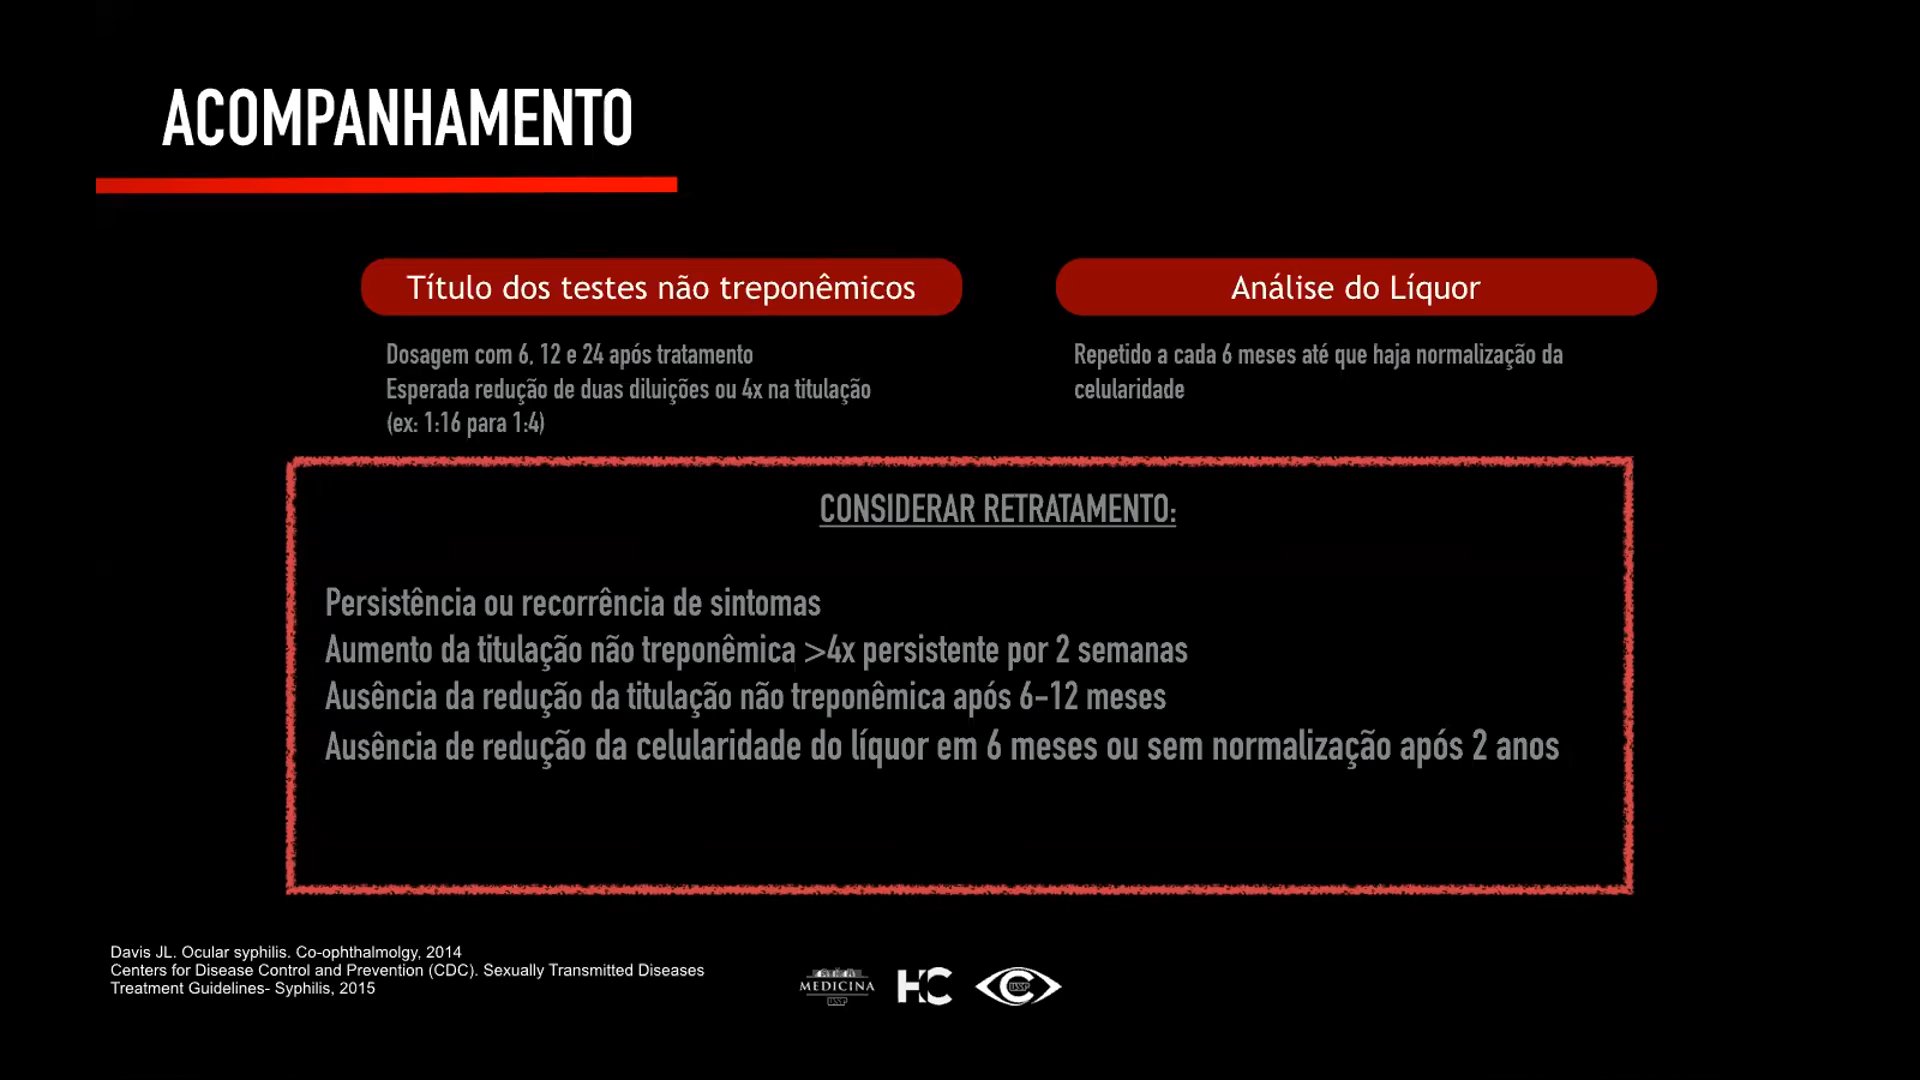 ACOMPANHAMENTO
Título dos testes não treponêmicos
Dosagem com 6, 12 e 24 após tratamento
Esperada redução de duas diluições ou 4x na titulação
(ex: 1:16 para 1:4)
Análise do Líquor
Repetido a cada 6 meses até que haja normalização da
celularidade
CONSIDERAR RETRATAMENTO:
Persistência ou recorrência de sintomas
Aumento da titulação não treponêmica >4x persistente por 2 semanas
Ausência da redução da titulação não treponêmica após 6-12 meses
Ausência de redução da celularidade do líquor em 6 meses ou sem normalização após 2 anos
Davis JL. Ocular syphilis. Co-ophthalmolgy, 2014
Centers for Disease Control and Prevention (CDC). Sexually Transmitted Diseases
Treatment Guidelines- Syphilis, 2015
MEDICINA
USP
HC